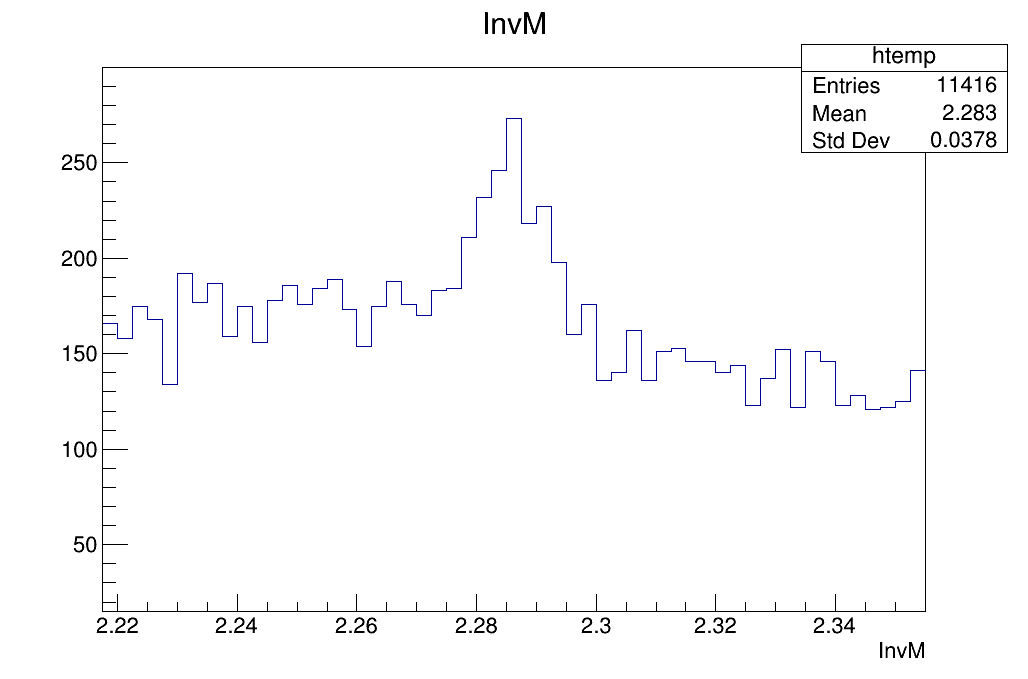 InvM
htemp
Entries 11416
Mean 2.283
Std Dev 0.0378
250
200
150
100
50
2.22 2.24 2.26 2.28 2.3 2.32 2.34
InvM